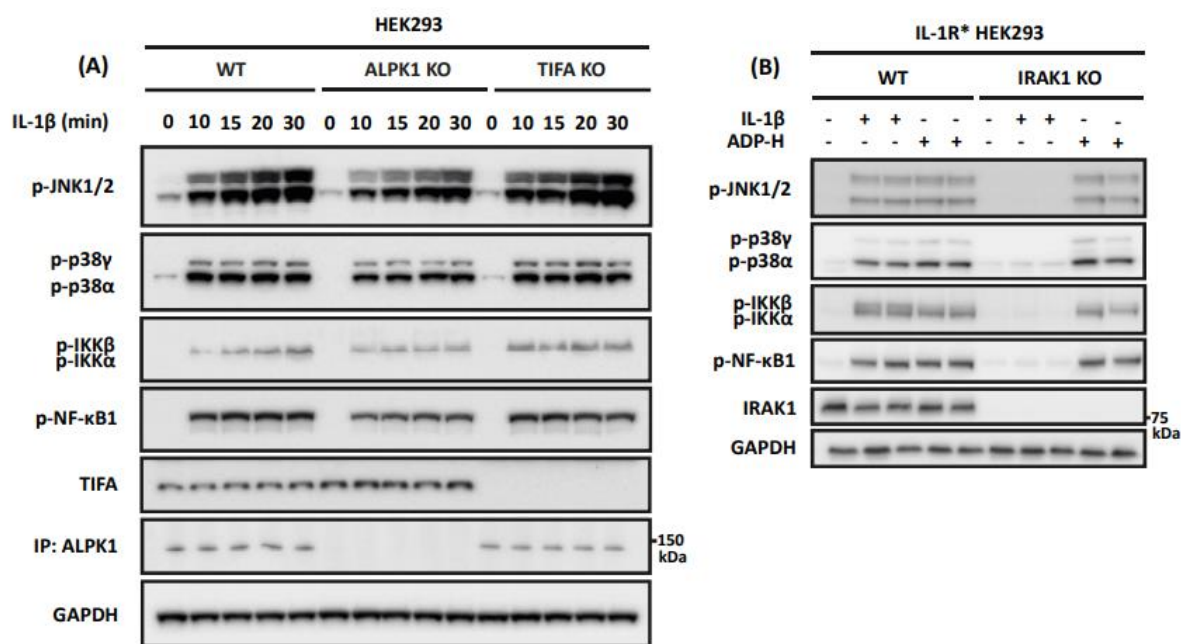 HEK293
(A)
WT ALPK1 KO TIFA KO
IL-1β (min) 0 10 15 20 30 0 10 15 20 30 0 10 15 20 30
p-JNK1/2
p-p38γ
p-p38α
p-IKKβ
p-IKKα
p-NF-κB1
TIFA
IP: ALPK1
150
kDa
GAPDH
IL-1R* HEK293
(B)
WT IRAK1 KO
IL-1β - + + - - - + + - -
ADP-H - - - + + - - - + +
p-JNK1/2
p-p38γ
p-p38α
p-IKKβ
p-IKKα
p-NF-κB1
IRAK1
75
kDa
GAPDH